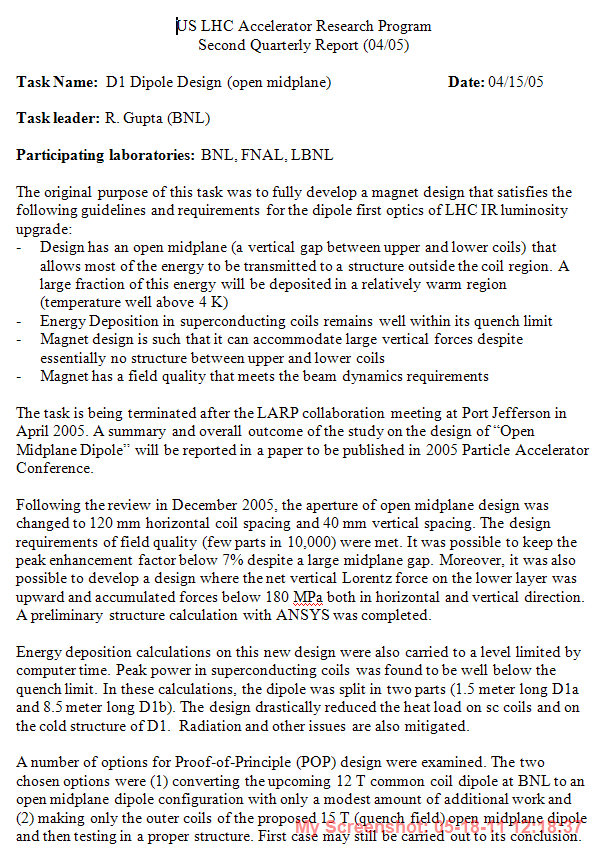 US LHC Accelerator Research Program
Second Quarterly Report (04/05)
Task Name: D1 Dipole Design (open midplane) Date: 04/15/05
Task leader: R. Gupta (BNL)
Participating laboratories: BNL, FNAL, LBNL
The original purpose of this task was to fully develop a magnet design that satisfies the
following guidelines and requirements for the dipole first optics of LHC IR luminosity
upgrade:
- Design has an open midplane (a vertical gap between upper and lower coils) that
allows most of the energy to be transmitted to a structure outside the coil region. A
large fraction of this energy will be deposited in a relatively warm region
(temperature well above 4 K)
- Energy Deposition in superconducting coils remains well within its quench limit
- Magnet design is such that it can accommodate large vertical forces despite
essentially no structure between upper and lower coils
- Magnet has a field quality that meets the beam dynamics requirements
The task is being terminated after the LARP collaboration meeting at Port Jefferson in
April 2005. A summary and overall outcome of the study on the design of “Open
Midplane Dipole” will be reported in a paper to be published in 2005 Particle Accelerator
Conference.
Following the review in December 2005, the aperture of open midplane design was
changed to 120 mm horizontal coil spacing and 40 mm vertical spacing. The design
requirements of field quality (few parts in 10,000) were met. It was possible to keep the
peak enhancement factor below 7% despite a large midplane gap. Moreover, it was also
possible to develop a design where the net vertical Lorentz force on the lower layer was
upward and accumulated forces below 180 MPa both in horizontal and vertical direction.
A preliminary structure calculation with ANSYS was completed.
Energy deposition calculations on this new design were also carried to a level limited by
computer time. Peak power in superconducting coils was found to be well below the
quench limit. In these calculations, the dipole was split in two parts (1.5 meter long D1a
and 8.5 meter long D1b). The design drastically reduced the heat load on sc coils and on
the cold structure of D1. Radiation and other issues are also mitigated.
A number of options for Proof-of-Principle (POP) design were examined. The two
chosen options were (1) converting the upcoming 12 T common coil dipole at BNL to an
open midplane dipole configuration with only a modest amount of additional work and
(2) making only the outer coils of the proposed 15 T (quench field) open midplane dipole
and then testing in a proper structure. First case may still be carried out to its conclusion.
My Screenshot: 05-18-11 12:18:37